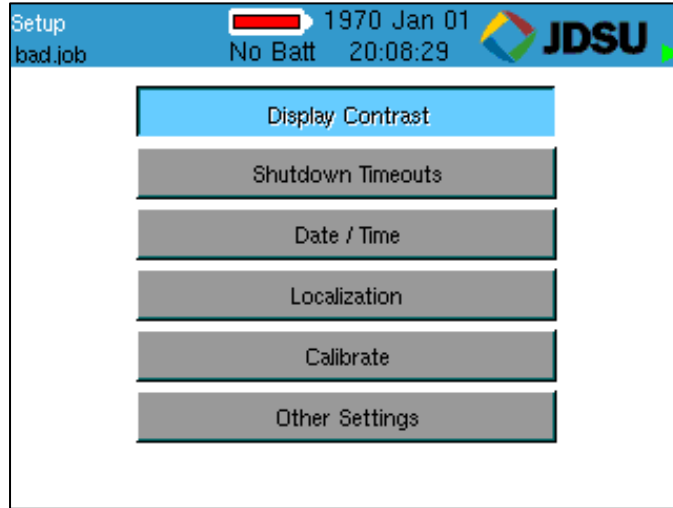 Setup
1970 Jan 01
JDSU
bad.job
No Batt
20:08:29
Display Contrast
Shutdown Timeouts
Date / Time
Localization
Calibrate
Other Settings